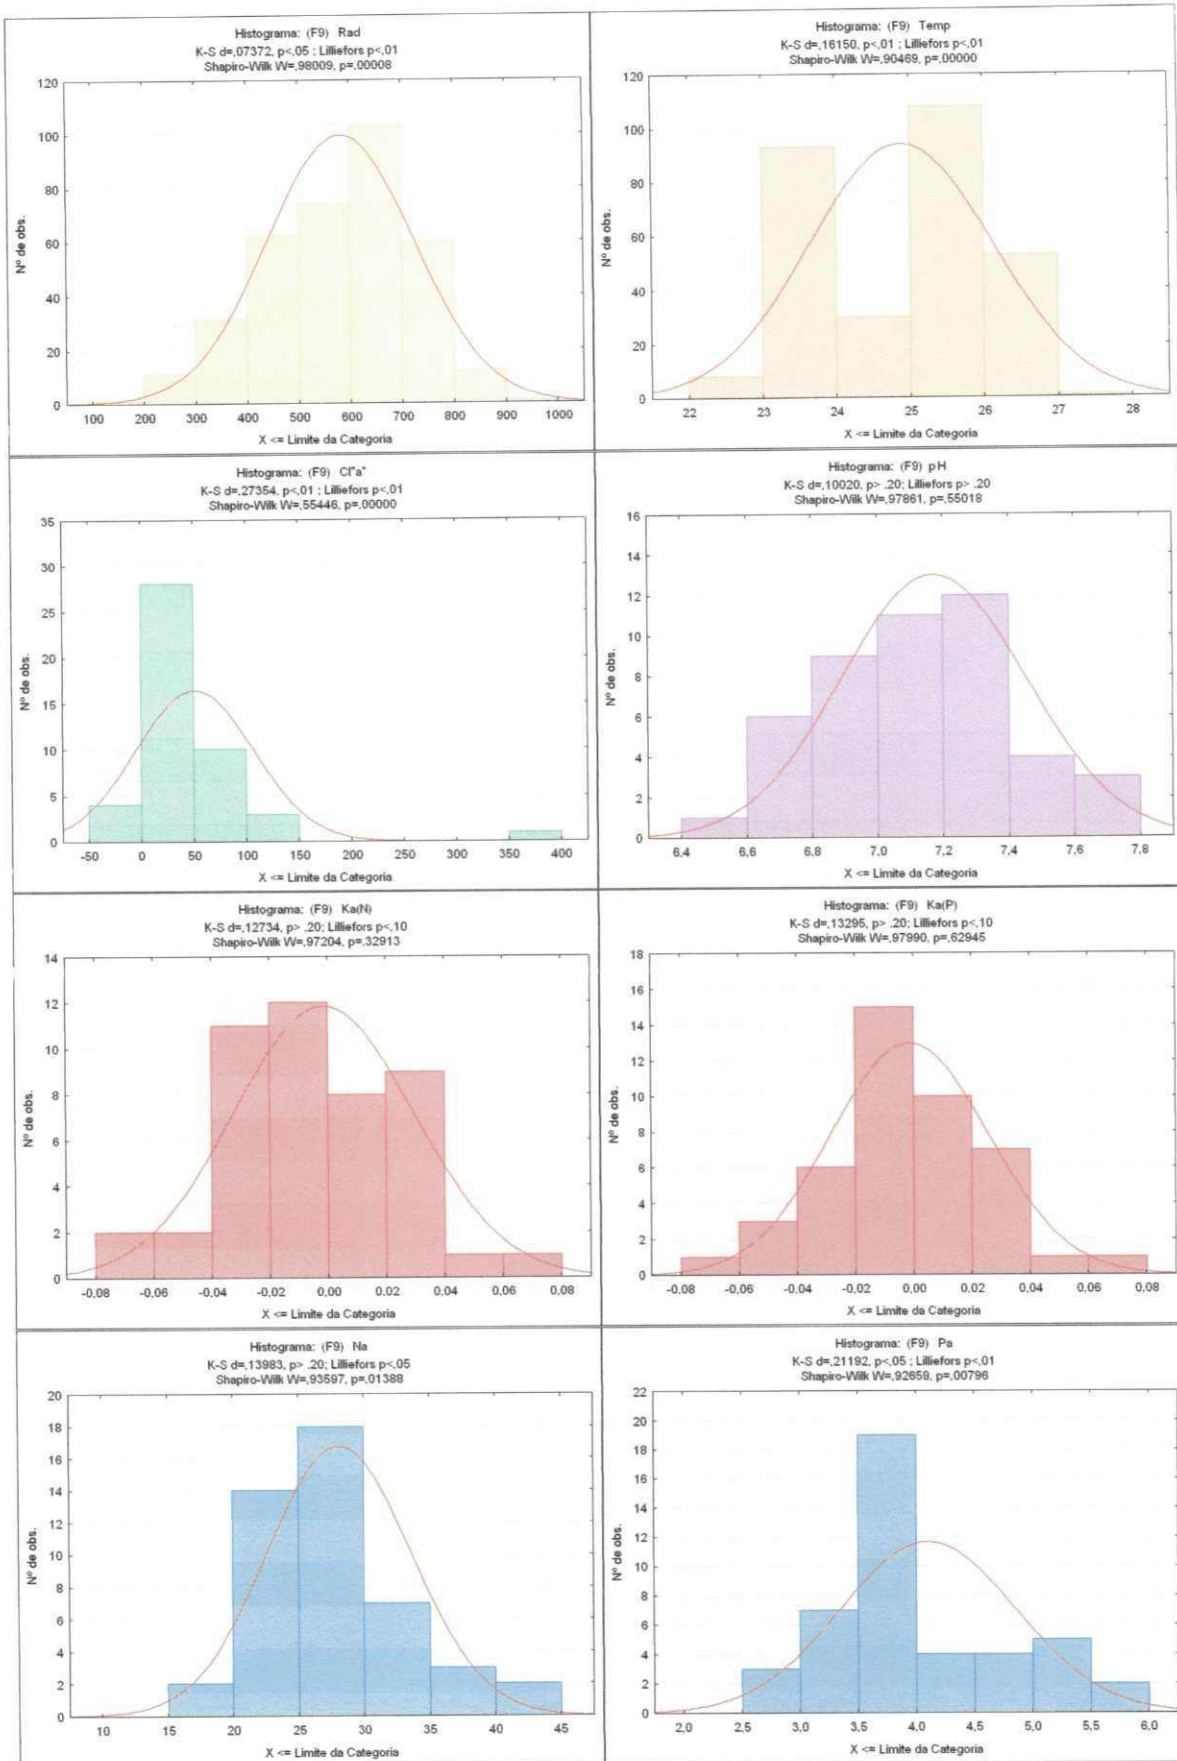 Histograma: (F9) Rad
K-S d=,07372, p<,05 ; Lilliefors p<,01
Shapiro-Wilk W=,98009, p=,00008
120
100
80
60
40
20
0
Nº de obs.
100 200 300 400 500 600 700 800 900 1000
X <= Limite da Categoria
Histograma: (F9) Temp
K-S d=,16150, p<,01 ; Lilliefors p<,01
Shapiro-Wilk W=,90469, p=,00000
120
100
80
60
40
20
0
Nº de obs.
22 23 24 25 26 27 28
X <= Limite da Categoria
Histograma: (F9) Cl"a"
K-S d=,27354, p<,01 ; Lilliefors p<,01
Shapiro-Wilk W=,55446, p=,00000
35
30
25
20
15
10
5
0
Nº de obs.
-50 0 50 100 150 200 250 300 350 400
X <= Limite da Categoria
Histograma: (F9) pH
K-S d=,10020, p> .20; Lilliefors p> .20
Shapiro-Wilk W=,97861, p=,55018
16
14
12
10
8
6
4
2
0
Nº de obs.
6,4 6,6 6,8 7,0 7,2 7,4 7,6 7,8
X <= Limite da Categoria
Histograma: (F9) Ka(N)
K-S d=,12734, p> .20; Lilliefors p<,10
Shapiro-Wilk W=,97204, p=,32913
14
12
10
8
6
4
2
0
Nº de obs.
-0,08 -0,06 -0,04 -0,02 0,00 0,02 0,04 0,06 0,08
X <= Limite da Categoria
Histograma: (F9) Ka(P)
K-S d=,13295, p> .20; Lilliefors p<,10
Shapiro-Wilk W=,97990, p=,62945
18
16
14
12
10
8
6
4
2
0
Nº de obs.
-0,08 -0,06 -0,04 -0,02 0,00 0,02 0,04 0,06 0,08
X <= Limite da Categoria
Histograma: (F9) Na
K-S d=,13983, p> .20; Lilliefors p<,05
Shapiro-Wilk W=,93597, p=,01388
20
18
16
14
12
10
8
6
4
2
0
Nº de obs.
10 15 20 25 30 35 40 45
X <= Limite da Categoria
Histograma: (F9) Pa
K-S d=,21192, p<,05 ; Lilliefors p<,01
Shapiro-Wilk W=,92659, p=,00796
22
20
18
16
14
12
10
8
6
4
2
0
Nº de obs.
2,0 2,5 3,0 3,5 4,0 4,5 5,0 5,5 6,0
X <= Limite da Categoria